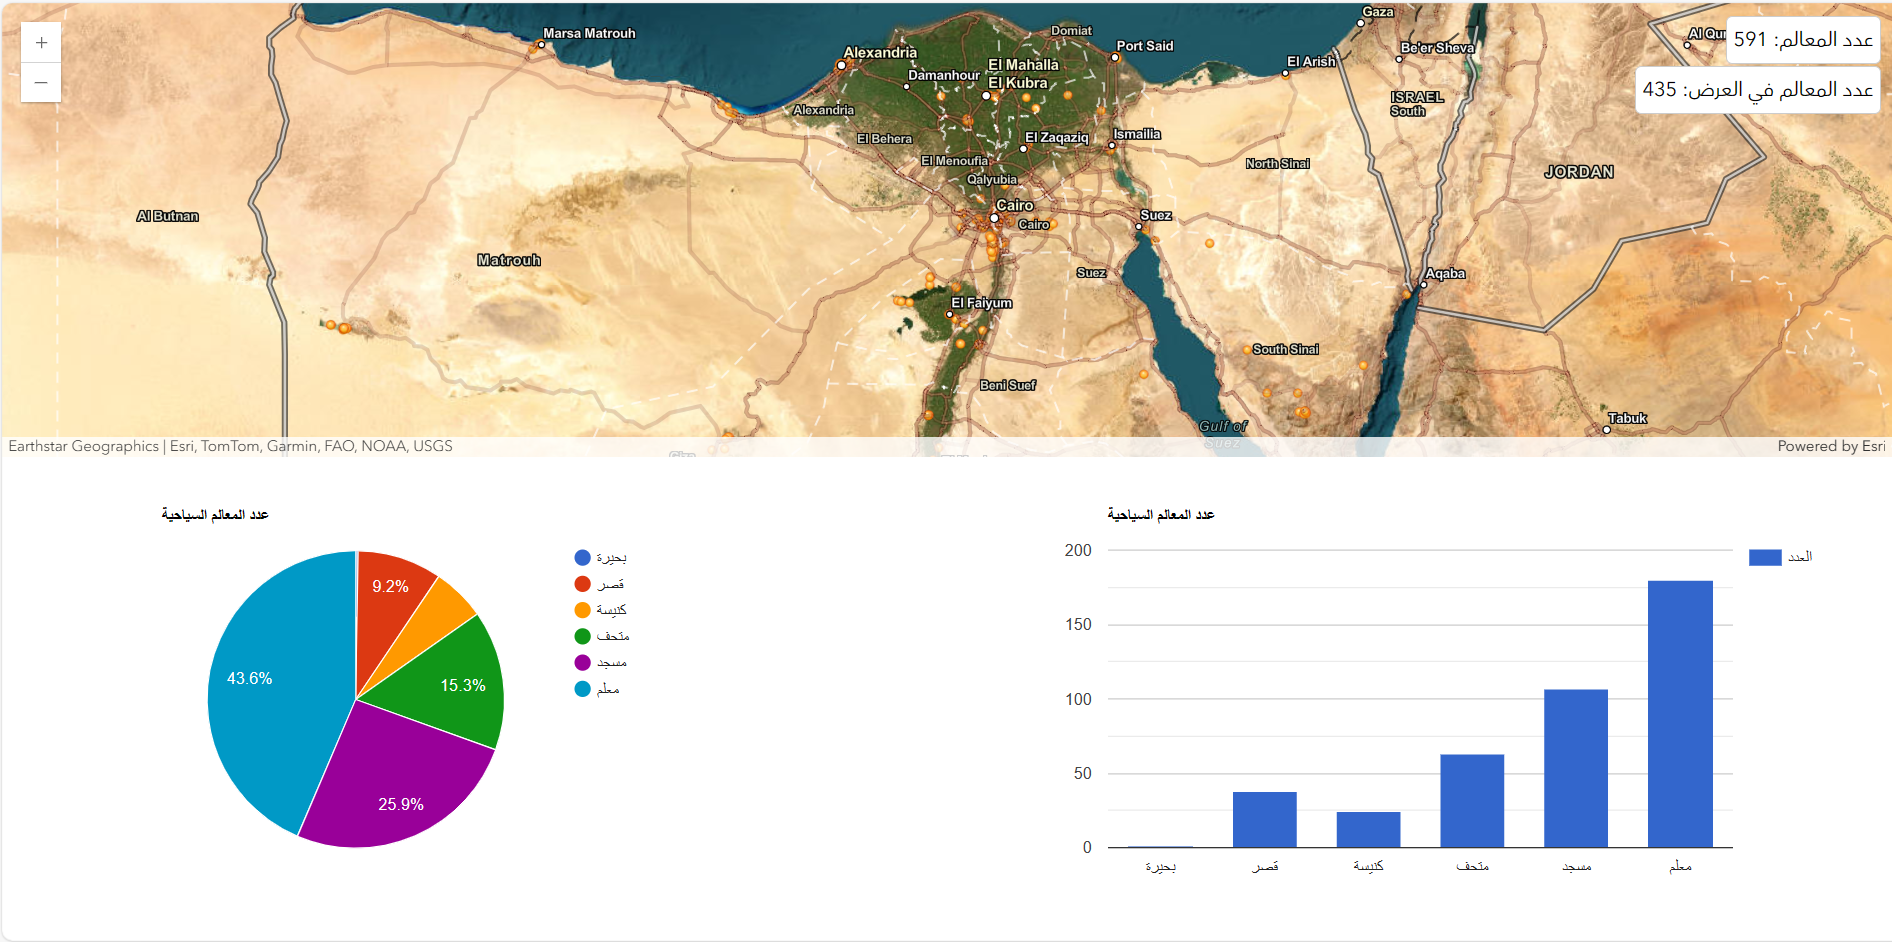 +
−
Marsa Matrouh
Alexandria
Damanhour
El Mahalla
El Kubra
Domiat
Port Said
El Arish
Gaza
Be'er Sheva
Al Qur
عدد المعالم: 591
عدد المعالم في العرض: 435
Alexandria
El Behera
El Menoufia
Qalyubia
El Zaqaziq
Ismailia
North Sinai
ISRAEL
South
JORDAN
Al Butnan
Matrouh
Cairo
Cairo
Suez
Suez
Aqaba
El Faiyum
South Sinai
Beni Suef
Gulf of
Suez
Tabuk
Earthstar Geographics | Esri, TomTom, Garmin, FAO, NOAA, USGS
Powered by Esri
عدد المعالم السياحية
9.2%
15.3%
25.9%
43.6%
بحيرة
قصر
كنيسة
متحف
مسجد
معلم
عدد المعالم السياحية
200
150
100
50
0
العدد
بحيرة
قصر
كنيسة
متحف
مسجد
معلم